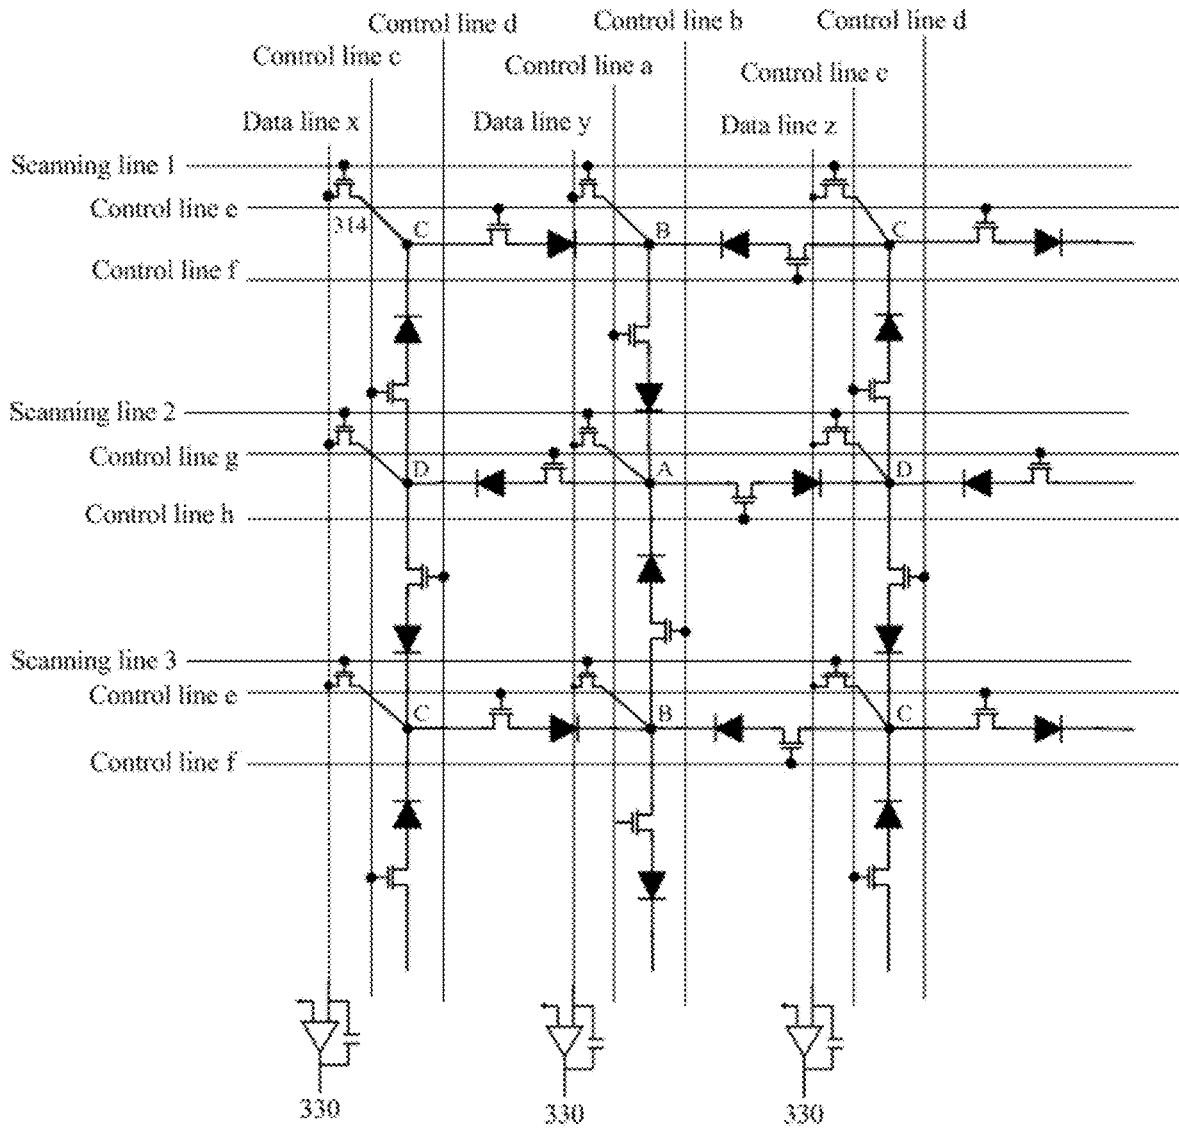 Control line d
Control line b
Control line d
Control line c
Control line a
Control line c
Data line x
Data line y
Data line z
Scanning line 1
Control line e
314
C
B
C
Control line f
Scanning line 2
Control line g
D
A
D
Control line h
Scanning line 3
Control line e
C
B
C
Control line f
330
330
330